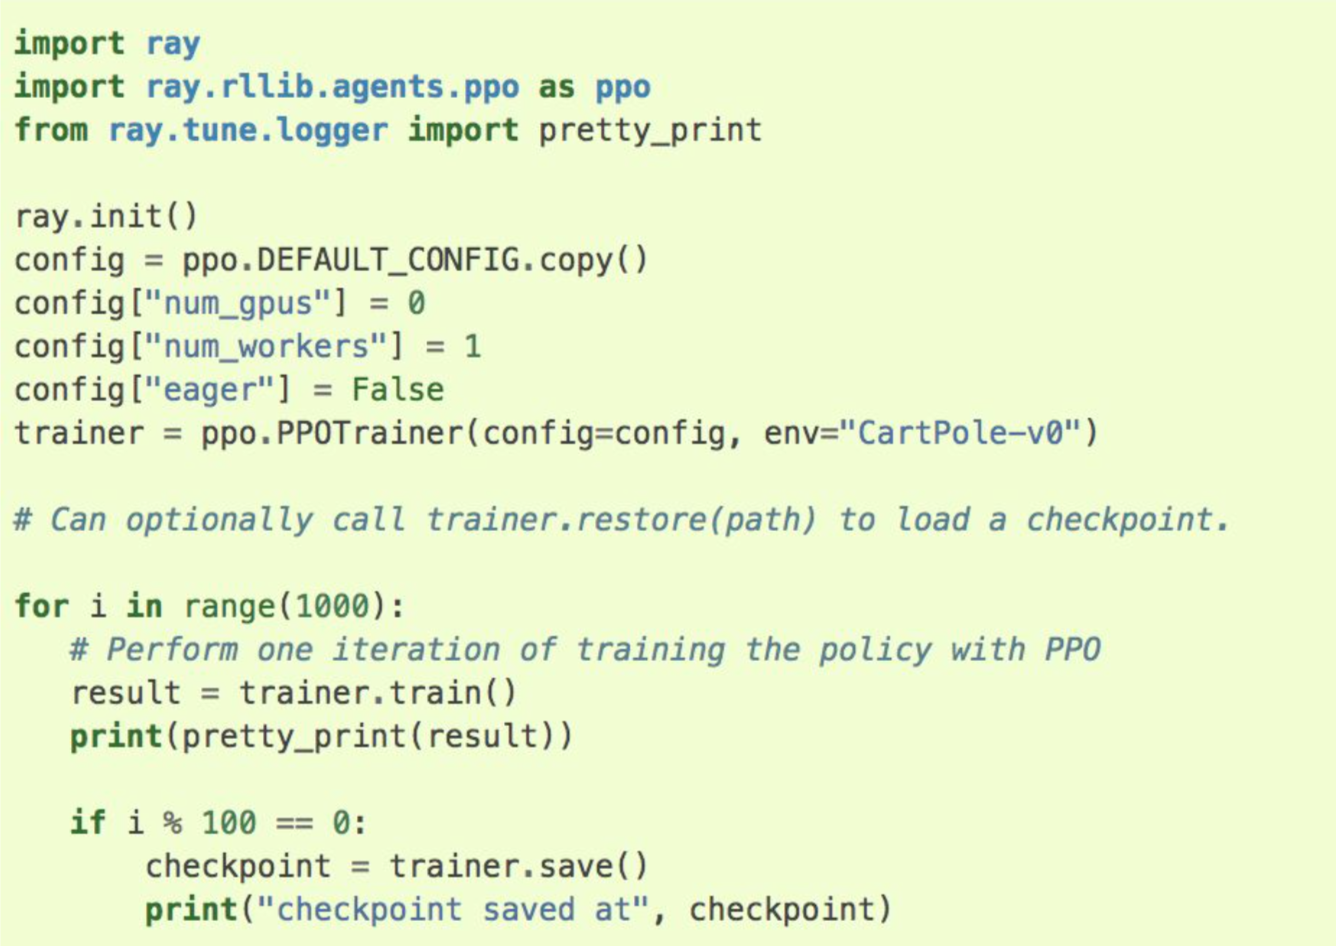 import ray
import ray.rllib.agents.ppo as ppo
from ray.tune.logger import pretty_print

ray.init()
config = ppo.DEFAULT_CONFIG.copy()
config["num_gpus"] = 0
config["num_workers"] = 1
config["eager"] = False
trainer = ppo.PPOTrainer(config=config, env="CartPole-v0")

# Can optionally call trainer.restore(path) to load a checkpoint.

for i in range(1000):
   # Perform one iteration of training the policy with PPO
   result = trainer.train()
   print(pretty_print(result))

   if i % 100 == 0:
       checkpoint = trainer.save()
       print("checkpoint saved at", checkpoint)